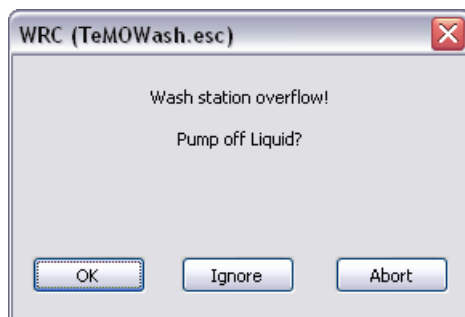 WRC (TeMOWash.esc)
Wash station overflow!
Pump off Liquid?
OK Ignore Abort